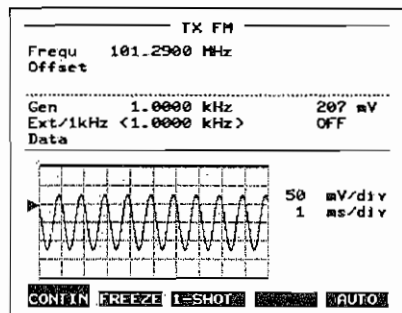 TX FM
Frequ 101.2900 MHz
Offset
Gen 1.0000 kHz 207 mV
Ext/1kHz <1.0000 kHz> OFF
Data
50 mV/div
1 ms/div
CONTIN FREEZE 1-SHOT AUTO